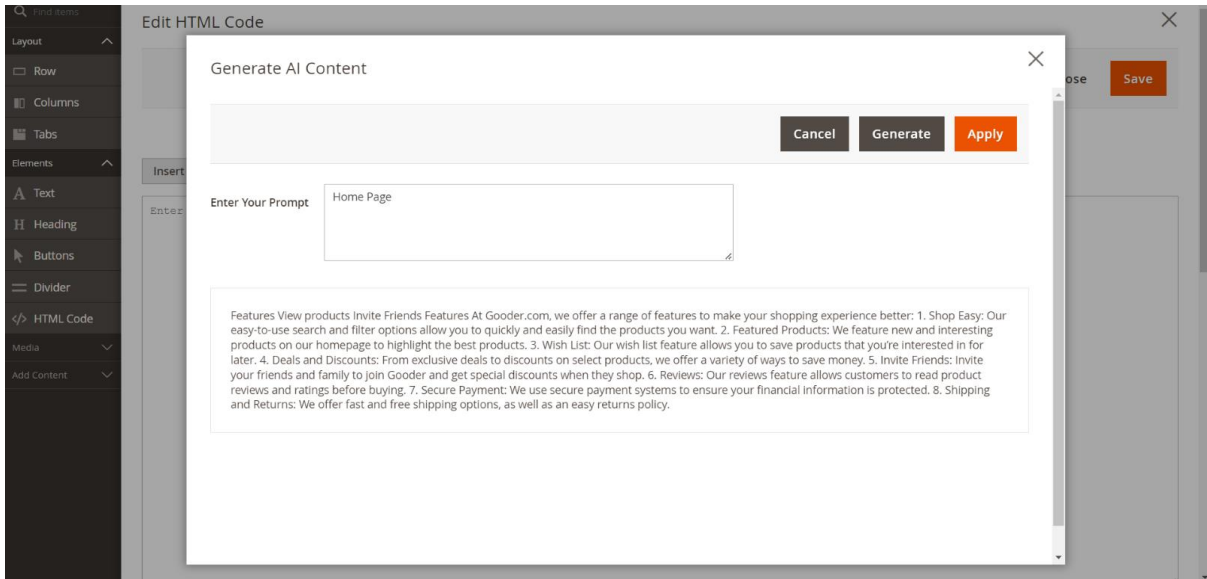 Find items
Edit HTML Code
Layout
Row
Columns
Tabs
Elements
Text
Heading
Buttons
Divider
HTML Code
Media
Add Content
ose
Save
Insert
Enter
Generate AI Content
Cancel
Generate
Apply
Enter Your Prompt
Home Page
Features View products Invite Friends Features At Gooder.com, we offer a range of features to make your shopping experience better: 1. Shop Easy: Our
easy-to-use search and filter options allow you to quickly and easily find the products you want. 2. Featured Products: We feature new and interesting
products on our homepage to highlight the best products. 3. Wish List: Our wish list feature allows you to save products that you're interested in for
later. 4. Deals and Discounts: From exclusive deals to discounts on select products, we offer a variety of ways to save money. 5. Invite Friends: Invite
your friends and family to join Gooder and get special discounts when they shop. 6. Reviews: Our reviews feature allows customers to read product
reviews and ratings before buying. 7. Secure Payment: We use secure payment systems to ensure your financial information is protected. 8. Shipping
and Returns: We offer fast and free shipping options, as well as an easy returns policy.